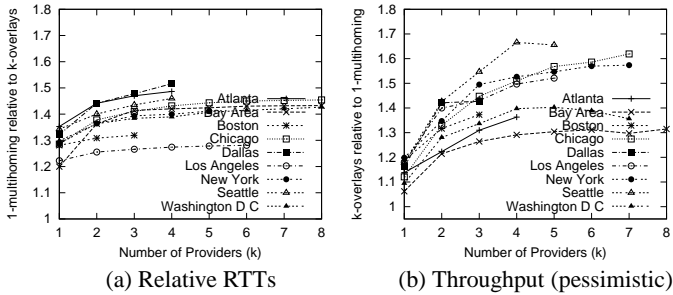 1-multihoming relative to k-overlays
1.8
1.7
1.6
1.5
1.4
1.3
1.2
1.1
1
1 2 3 4 5 6 7 8
Number of Providers (k)
Atlanta
Bay Area
Boston
Chicago
Dallas
Los Angeles
New York
Seattle
Washington D C
(a) Relative RTTs
k-overlays relative to 1-multihoming
1.8
1.7
1.6
1.5
1.4
1.3
1.2
1.1
1
1 2 3 4 5 6 7 8
Number of Providers (k)
Atlanta
Bay Area
Boston
Chicago
Dallas
Los Angeles
New York
Seattle
Washington D C
(b) Throughput (pessimistic)